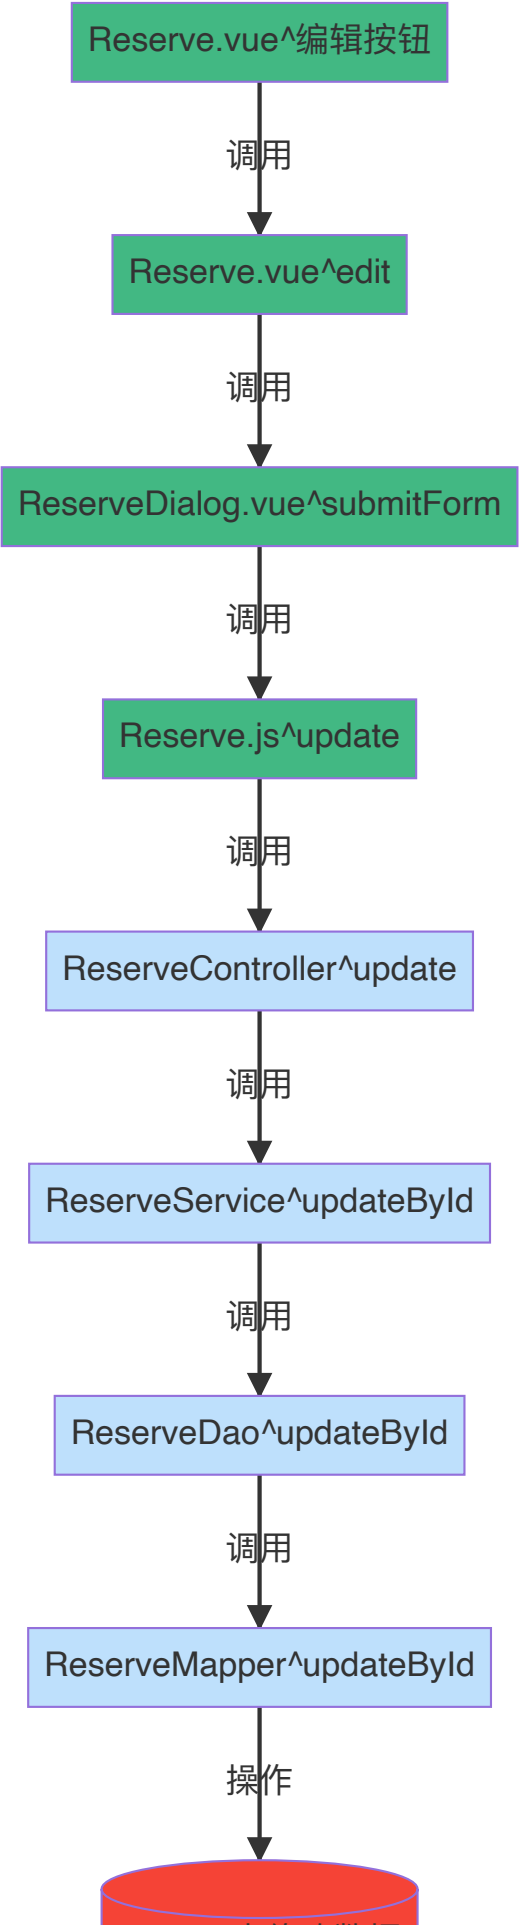 Reserve.vue^编辑按钮
调用
Reserve.vue^edit
调用
ReserveDialog.vue^submitForm
调用
Reserve.js^update
调用
ReserveController^update
调用
ReserveService^updateById
调用
ReserveDao^updateById
调用
ReserveMapper^updateById
操作